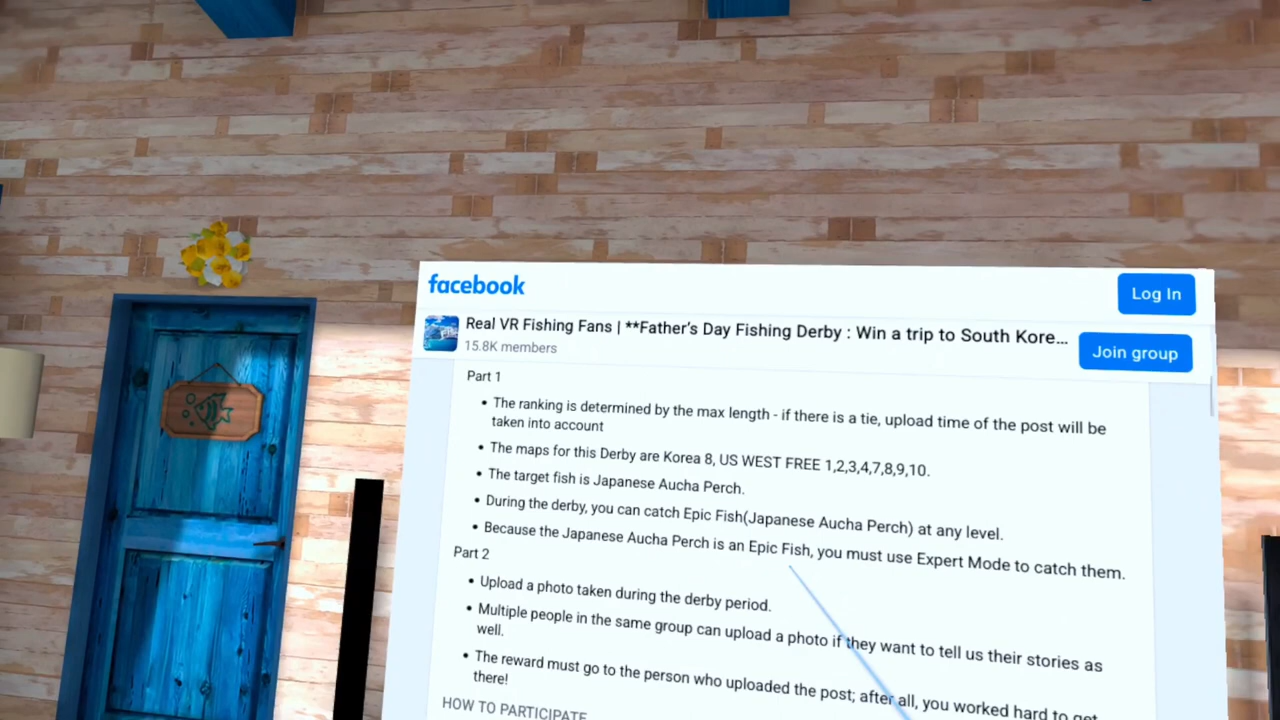 facebook
Log In
Real VR Fishing Fans | **Father's Day Fishing Derby : Win a trip to South Kore...
15.8K members
Join group
Part 1
• The ranking is determined by the max length - if there is a tie, upload time of the post will be
taken into account
• The maps for this Derby are Korea 8, US WEST FREE 1,2,3,4,7,8,9,10.
• The target fish is Japanese Aucha Perch.
• During the derby, you can catch Epic Fish(Japanese Aucha Perch) at any level.
• Because the Japanese Aucha Perch is an Epic Fish, you must use Expert Mode to catch them.
Part 2
• Upload a photo taken during the derby period.
• Multiple people in the same group can upload a photo if they want to tell us their stories as
well.
• The reward must go to the person who uploaded the post; after all, you worked hard to get
there!
HOW TO PARTICIPATE